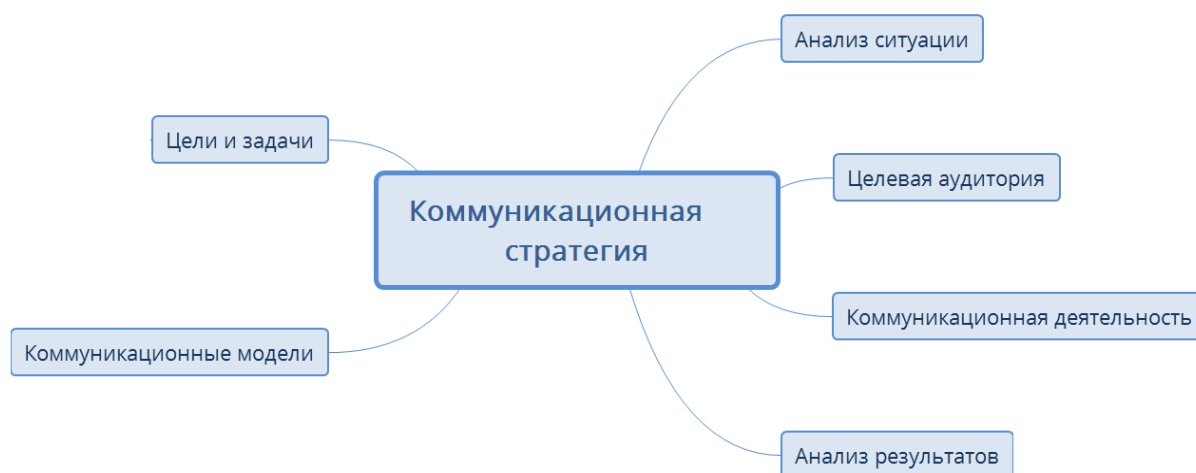 Анализ ситуации
Цели и задачи
Целевая аудитория
Коммуникационная
стратегия
Коммуникационная деятельность
Коммуникационные модели
Анализ результатов